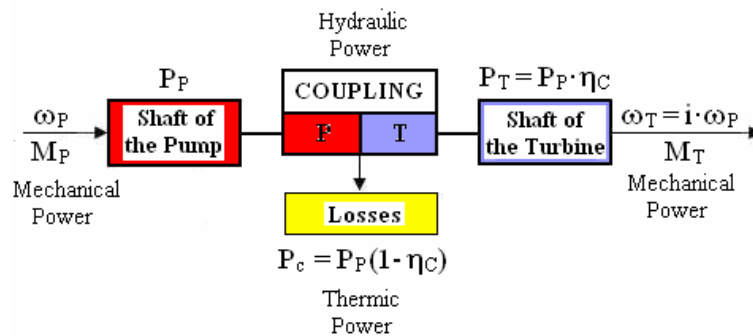 Hydraulic
Power
P_P
COUPLING
P_T = P_P · η_C
ω_P
M_P
Shaft of
the Pump
P
T
Shaft of
the Turbine
ω_T = i · ω_P
M_T
Mechanical
Power
Mechanical
Power
Losses
P_c = P_P(1- η_C)
Thermic
Power